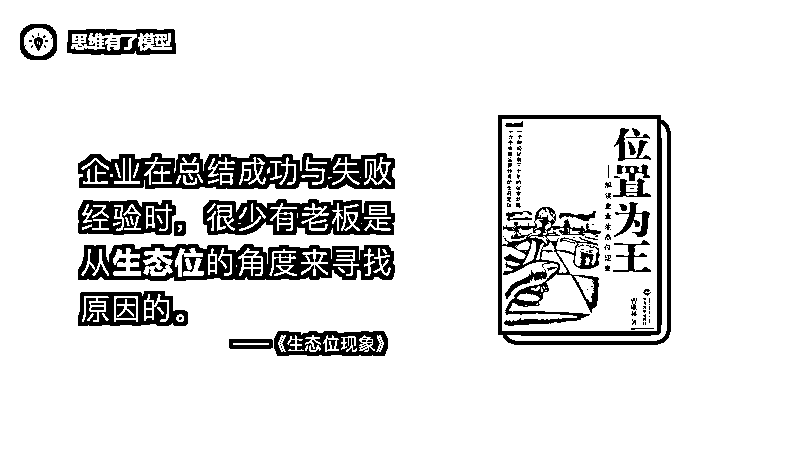 思维有了模型
企业在总结成功与失败
经验时，很少有老板是
从生态位的角度来寻找
原因的。
——《生态位现象》
位置为王